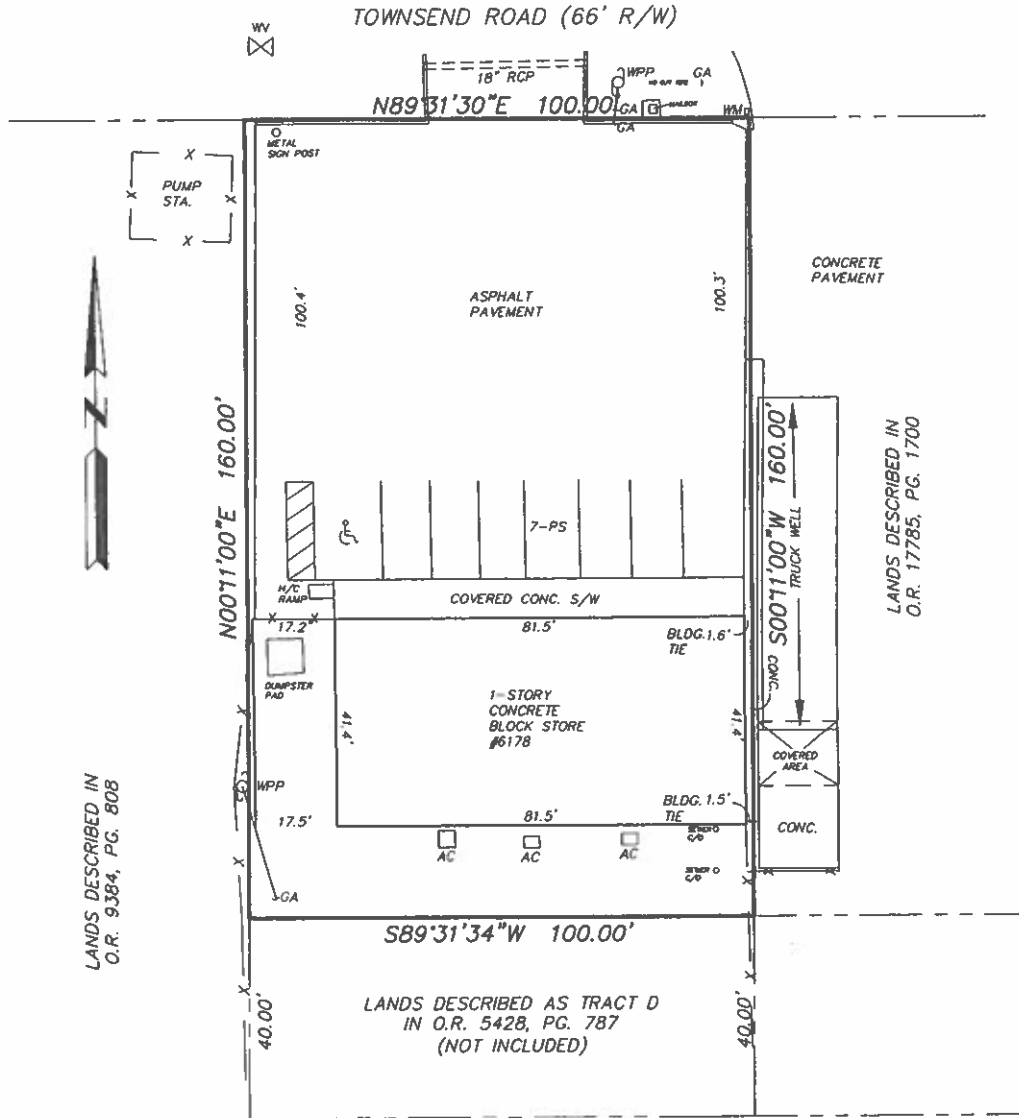 TOWNSEND ROAD (66' R/W)
WV
18" RCP
WPP
GA
N89°31'30"E 100.00'
GA
MAILBOX
WM
GA
METAL
SIGN POST
PUMP
STA.
CONCRETE
PAVEMENT
ASPHALT
PAVEMENT
100.4'
100.3'
N
N00°11'00"E 160.00'
S00°11'00"W 160.00'
TRUCK WELL
LANDS DESCRIBED IN
O.R. 17785, PG. 1700
7-PS
H/C
RAMP
COVERED CONC. S/W
17.2'
81.5'
BLDG. 1.6'
TIE
CONC.
DUMPSTER
PAD
1-STORY
CONCRETE
BLOCK STORE
#6178
41.4'
41.4'
COVERED
AREA
LANDS DESCRIBED IN
O.R. 9384, PG. 808
WPP
17.5'
81.5'
BLDG. 1.5'
TIE
CONC.
AC
AC
AC
SEWER
C/O
SEWER
C/O
GA
S89°31'34"W 100.00'
40.00'
40.00'
LANDS DESCRIBED AS TRACT D
IN O.R. 5428, PG. 787
(NOT INCLUDED)